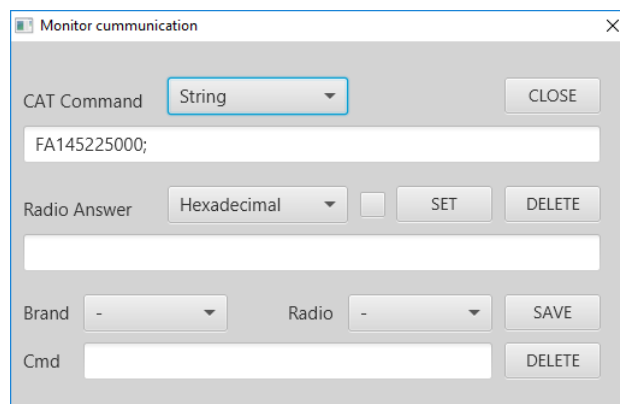 Monitor cummunication
CAT Command String CLOSE
FA145225000;
Radio Answer Hexadecimal SET DELETE
Brand - Radio - SAVE
Cmd DELETE